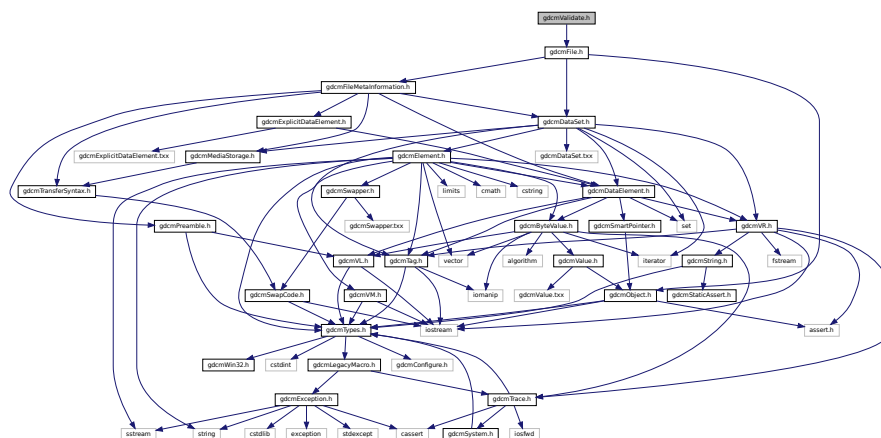 gdcmValidate.h
gdcmFile.h
gdcmFileMetaInformation.h
gdcmExplicitDataElement.h
gdcmDataSet.h
gdcmExplicitDataElement.txx
gdcmMediaStorage.h
gdcmElement.h
gdcmDataSet.txx
gdcmTransferSyntax.h
gdcmSwapper.h
limits
cmath
cstring
gdcmDataElement.h
gdcmPreamble.h
gdcmSwapper.txx
gdcmByteValue.h
gdcmSmartPointer.h
set
gdcmVR.h
gdcmVL.h
gdcmTag.h
vector
algorithm
gdcmValue.h
iterator
gdcmString.h
fstream
gdcmSwapCode.h
gdcmVM.h
iomanip
gdcmValue.txx
gdcmObject.h
gdcmStaticAssert.h
gdcmTypes.h
iostream
assert.h
gdcmWin32.h
cstdint
gdcmLegacyMacro.h
gdcmConfigure.h
gdcmException.h
gdcmTrace.h
sstream
string
cstdlib
exception
stdexcept
cassert
gdcmSystem.h
iosfwd